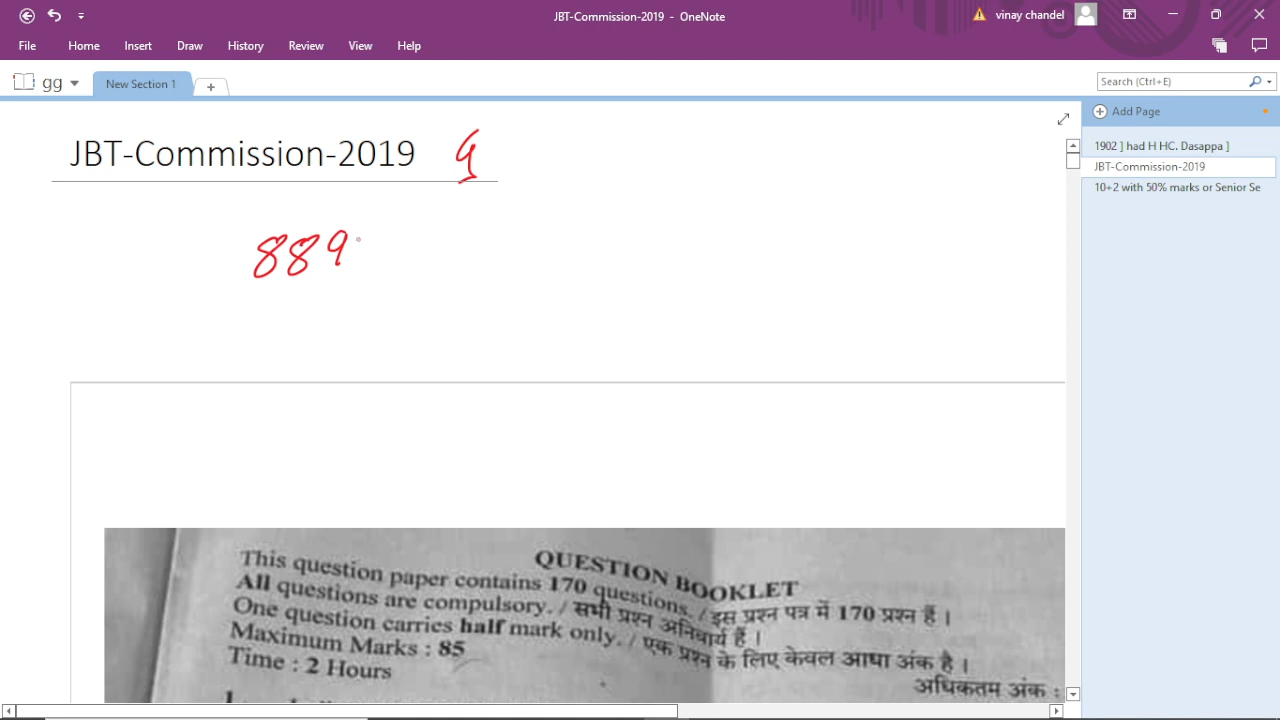 JBT-Commission-2019 - OneNote
vinay chandel
File Home Insert Draw History Review View Help
gg
New Section 1
+
Search (Ctrl+E)
Add Page
1902 ] had H HC. Dasappa ]
JBT-Commission-2019
10+2 with 50% marks or Senior Se
JBT-Commission-2019
889
QUESTION BOOKLET
This question paper contains 170 questions. / इस प्रश्न पत्र में 170 प्रश्न हैं।
All questions are compulsory. / सभी प्रश्न अनिवार्य हैं।
One question carries half mark only. / एक प्रश्न के लिए केवल आधा अंक है।
Maximum Marks : 85
अधिकतम अंक :
Time : 2 Hours